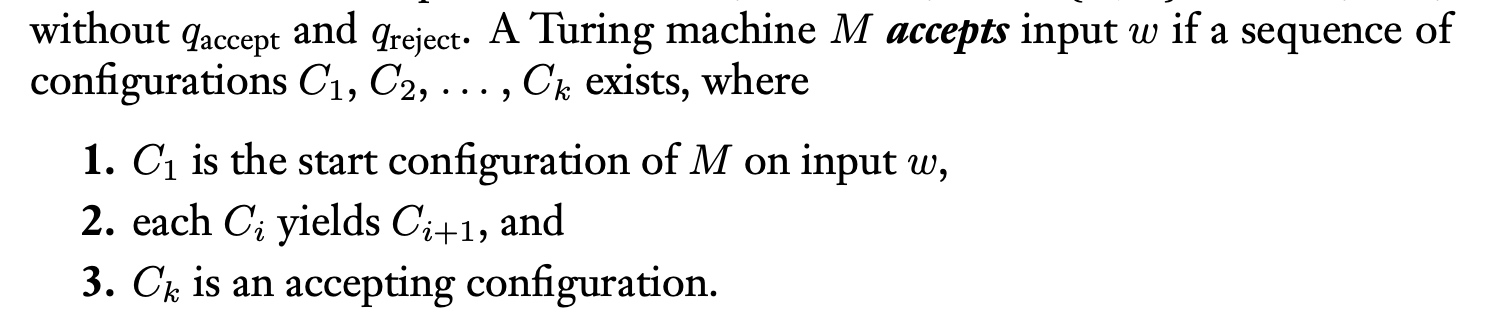 without q_accept and q_reject. A Turing machine M accepts input w if a sequence of
configurations C_1, C_2, . . . , C_k exists, where
1. C_1 is the start configuration of M on input w,
2. each C_i yields C_{i+1}, and
3. C_k is an accepting configuration.